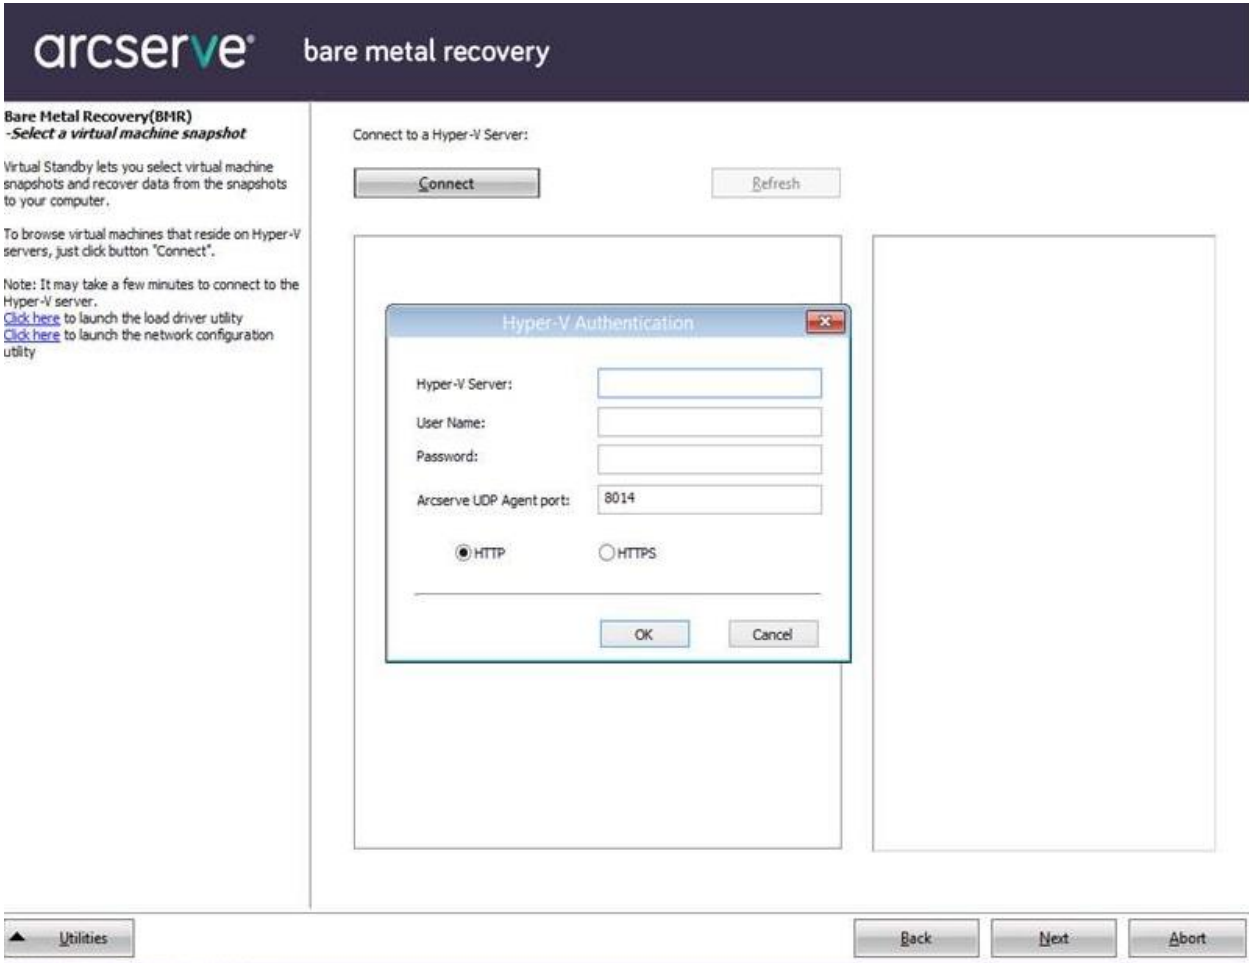 arcserve® bare metal recovery
Bare Metal Recovery(BMR)
-Select a virtual machine snapshot
Virtual Standby lets you select virtual machine
snapshots and recover data from the snapshots
to your computer.
To browse virtual machines that reside on Hyper-V
servers, just click button "Connect".
Note: It may take a few minutes to connect to the
Hyper-V server.
Click here to launch the load driver utility
Click here to launch the network configuration
utility
Connect to a Hyper-V Server:
Connect Refresh
Hyper-V Authentication
Hyper-V Server:
User Name:
Password:
Arcserve UDP Agent port: 8014
HTTP HTTPS
OK Cancel
Utilities Back Next Abort